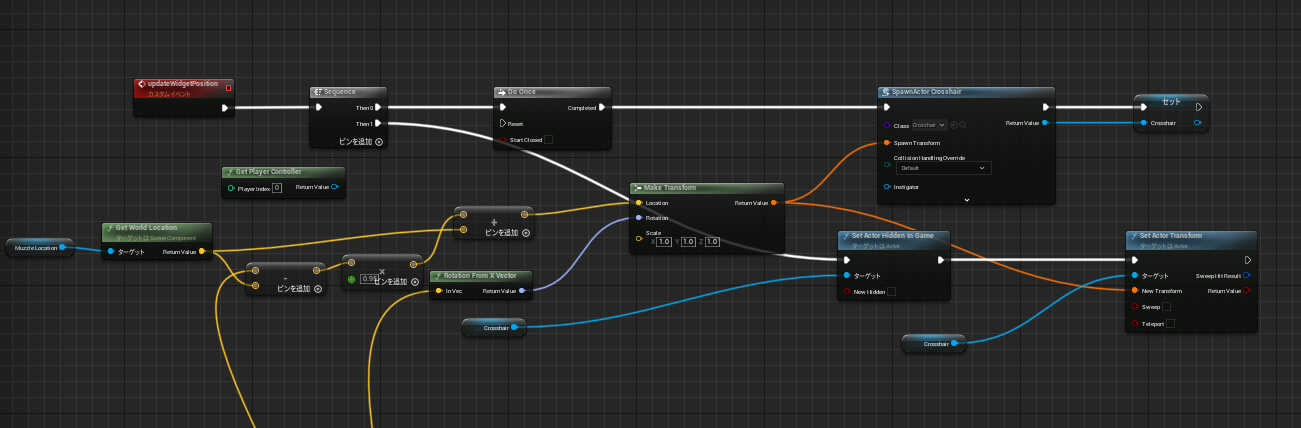 updateWidgetPosition
カスタムイベント
Sequence
Then 0
Then 1
ピンを追加
Do Once
Completed
Reset
Start Closed
SpawnActor Crosshair
Class
Crosshair
Return Value
Spawn Transform
Collision Handling Override
Default
Instigator
セット
Crosshair
Get Player Controller
Player Index
0
Return Value
Make Transform
Location
Return Value
Rotation
Scale
X 1.0 Y 1.0 Z 1.0
Muzzle Location
Get World Location
ターゲットは Scene Component
ターゲット
Return Value
+
ピンを追加
-
ピンを追加
×
0.95
ピンを追加
Rotation From X Vector
In Vec
Return Value
Crosshair
Set Actor Hidden In Game
ターゲットは Actor
ターゲット
New Hidden
Crosshair
Set Actor Transform
ターゲットは Actor
ターゲット
Sweep Hit Result
New Transform
Return Value
Sweep
Teleport